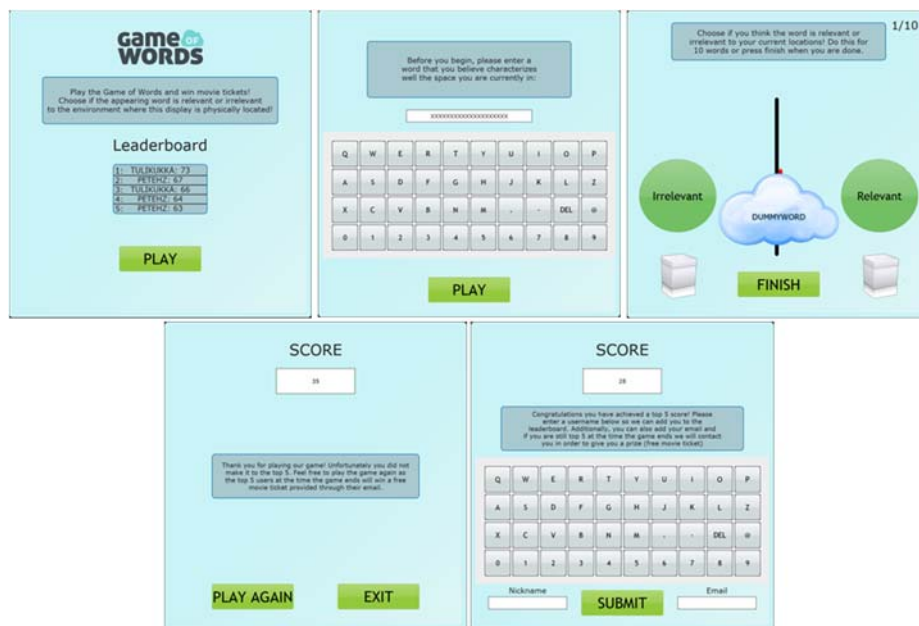 GAME OF
WORDS
Play the Game of Words and win movie tickets!
Choose if the appearing word is relevant or irrelevant
to the environment where this display is physically located!
Leaderboard
1: TULIKUKKA: 73
2: PETEHZ: 67
3: TULIKUKKA: 66
4: PETEHZ: 64
5: PETEHZ: 63
PLAY
Before you begin, please enter a
word that you believe characterizes
well the space you are currently in:
XXXXXXXXXXXXXXXXXXXX
Q W E R T Y U I O P
A S D F G H J K L Z
X C V B N M . - DEL @
0 1 2 3 4 5 6 7 8 9
PLAY
1/10
Choose if you think the word is relevant or
irrelevant to your current locations! Do this for
10 words or press finish when you are done.
Irrelevant
DUMMYWORD
Relevant
FINISH
SCORE
Thank you for playing our game! Unfortunately you did not
make it to the top 5. Feel free to play the game again as
the top 5 users at the time the game ends will win a free
movie ticket provided through their email.
PLAY AGAIN EXIT
SCORE
28
Congratulations you have achieved a top 5 score! Please
enter a username below so we can add you to the
leaderboard. Additionally, you can also add your email and
if you are still top 5 at the time the game ends we will contact
you in order to give you a prize (free movie ticket)
Q W E R T Y U I O P
A S D F G H J K L Z
X C V B N M . - DEL @
0 1 2 3 4 5 6 7 8 9
Nickname Email
SUBMIT